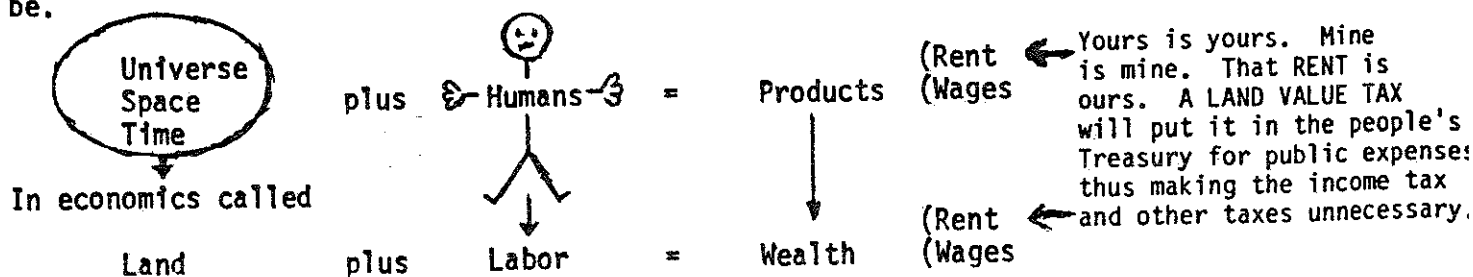 be.
Universe
Space
Time
plus Humans = Products (Rent
(Wages
Yours is yours. Mine
is mine. That RENT is
ours. A LAND VALUE TAX
will put it in the people's
Treasury for public expenses
thus making the income tax
and other taxes unnecessary.
In economics called
Land plus Labor = Wealth (Rent
(Wages